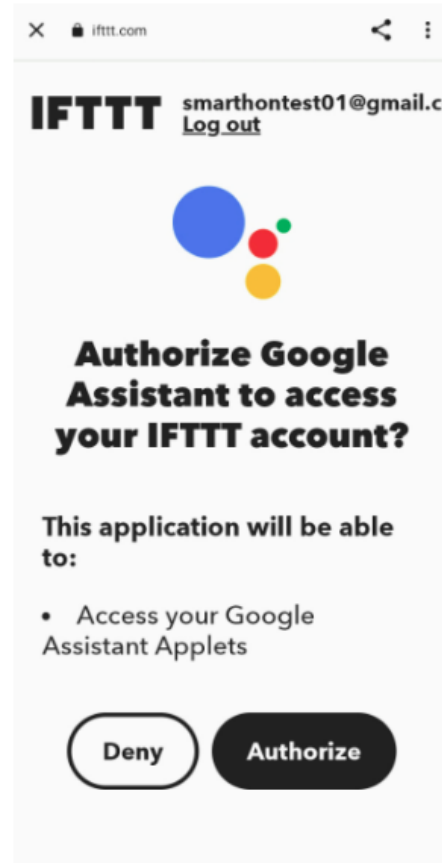 ifttt.com
IFTTT smarthontest01@gmail.c
Log out
Authorize Google
Assistant to access
your IFTTT account?
This application will be able
to:
• Access your Google
Assistant Applets
Deny Authorize